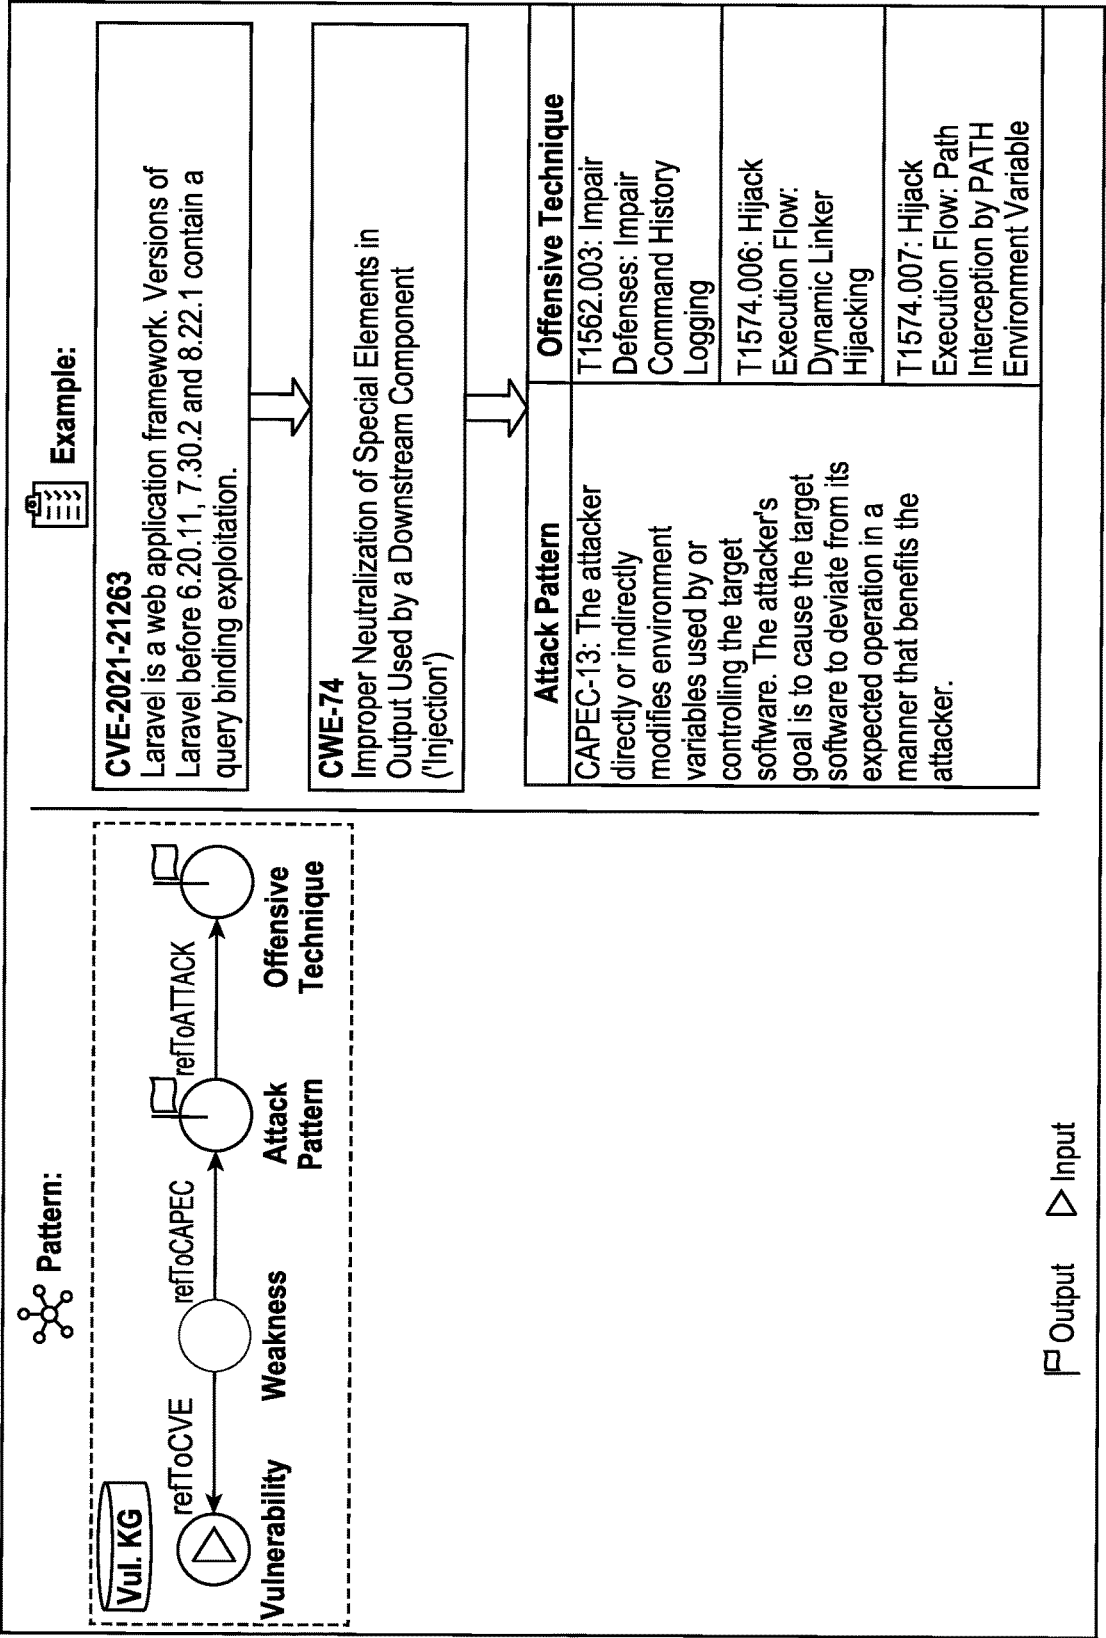 Pattern:
Vul. KG
refToCVE
refToCAPEC
refToATTACK
Vulnerability
Weakness
Attack
Pattern
Offensive
Technique
Output
Input
Example:
CVE-2021-21263
Laravel is a web application framework. Versions of
Laravel before 6.20.11, 7.30.2 and 8.22.1 contain a
query binding exploitation.
CWE-74
Improper Neutralization of Special Elements in
Output Used by a Downstream Component
('Injection')
Attack Pattern
Offensive Technique
CAPEC-13: The attacker
directly or indirectly
modifies environment
variables used by or
controlling the target
software. The attacker's
goal is to cause the target
software to deviate from its
expected operation in a
manner that benefits the
attacker.
T1562.003: Impair
Defenses: Impair
Command History
Logging
T1574.006: Hijack
Execution Flow:
Dynamic Linker
Hijacking
T1574.007: Hijack
Execution Flow: Path
Interception by PATH
Environment Variable